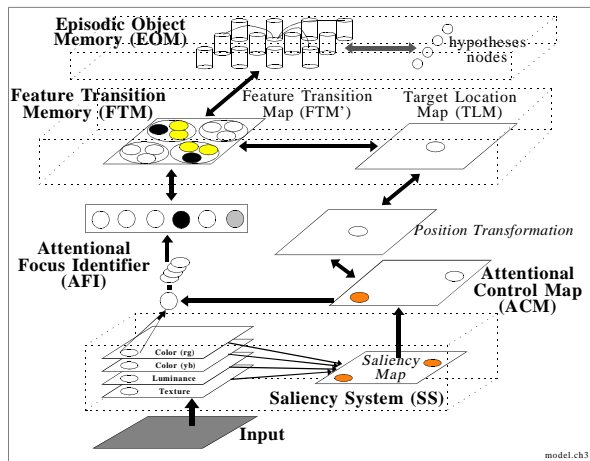 Episodic Object
Memory (EOM)
hypotheses
nodes
Feature Transition
Memory (FTM)
Feature Transition
Map (FTM')
Target Location
Map (TLM)
Position Transformation
Attentional
Focus Identifier
(AFI)
Attentional
Control Map
(ACM)
Color (rg)
Color (yb)
Luminance
Texture
Saliency
Map
Saliency System (SS)
Input
model.ch3